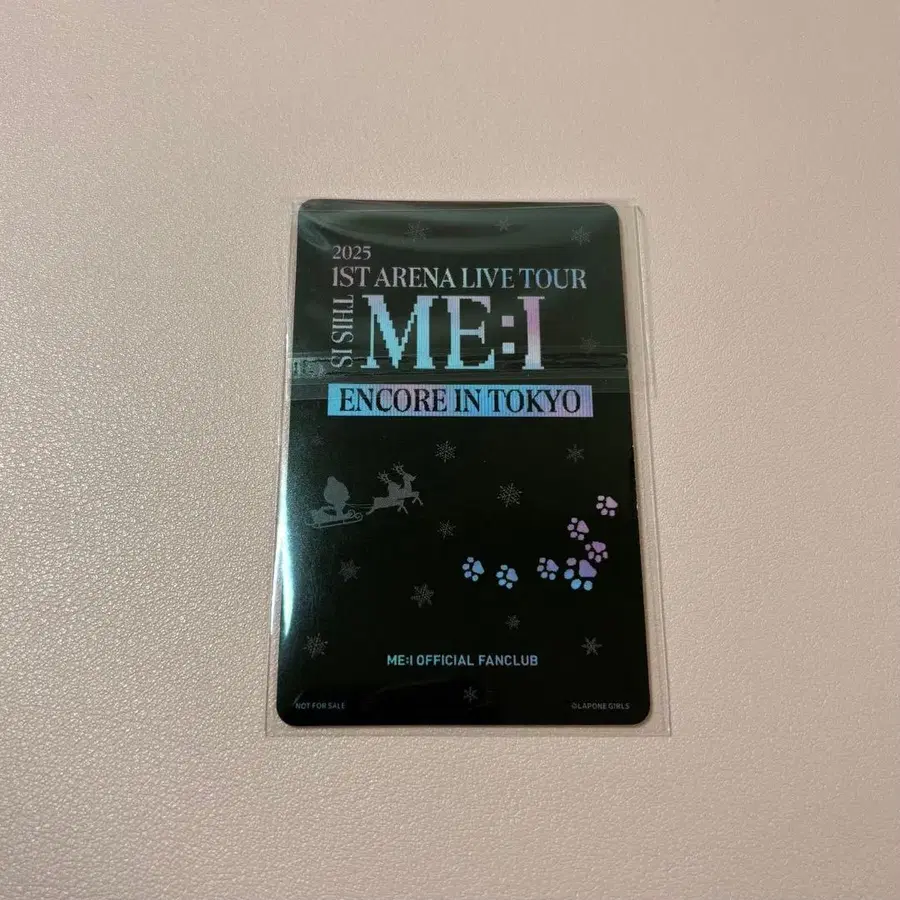 2025
1ST ARENA LIVE TOUR
THIS IS
ME:I
ENCORE IN TOKYO
ME:I OFFICIAL FANCLUB
NOT FOR SALE
©LAPONE GIRLS